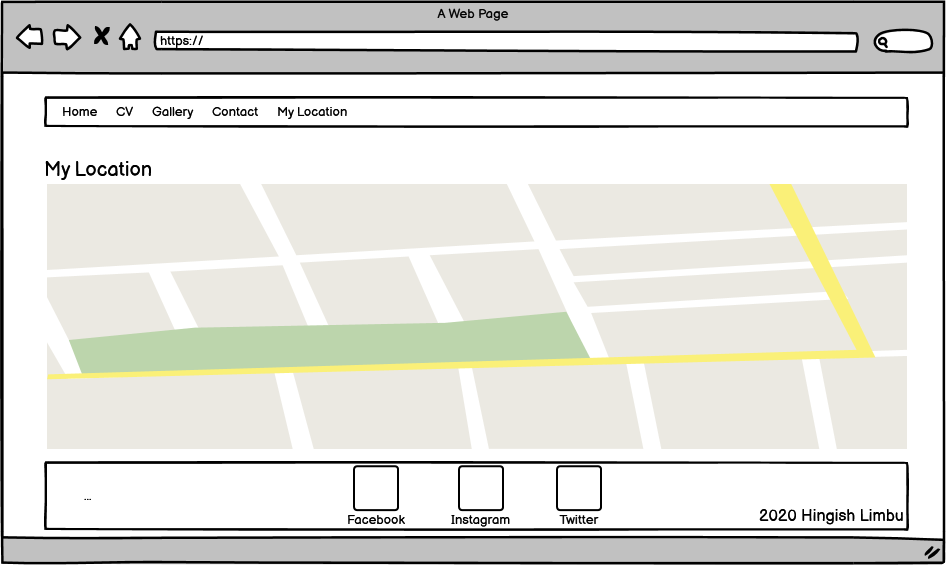 A Web Page
https://
Home CV Gallery Contact My Location
My Location
...
Facebook Instagram Twitter
2020 Hingish Limbu